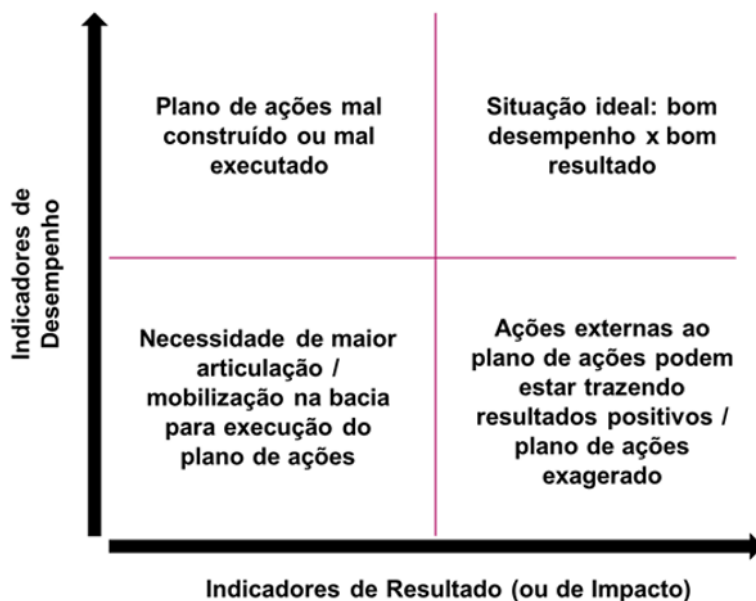 Indicadores de
Desempenho
Plano de ações mal
construído ou mal
executado
Situação ideal: bom
desempenho x bom
resultado
Necessidade de maior
articulação /
mobilização na bacia
para execução do
plano de ações
Ações externas ao
plano de ações podem
estar trazendo
resultados positivos /
plano de ações
exagerado
Indicadores de Resultado (ou de Impacto)